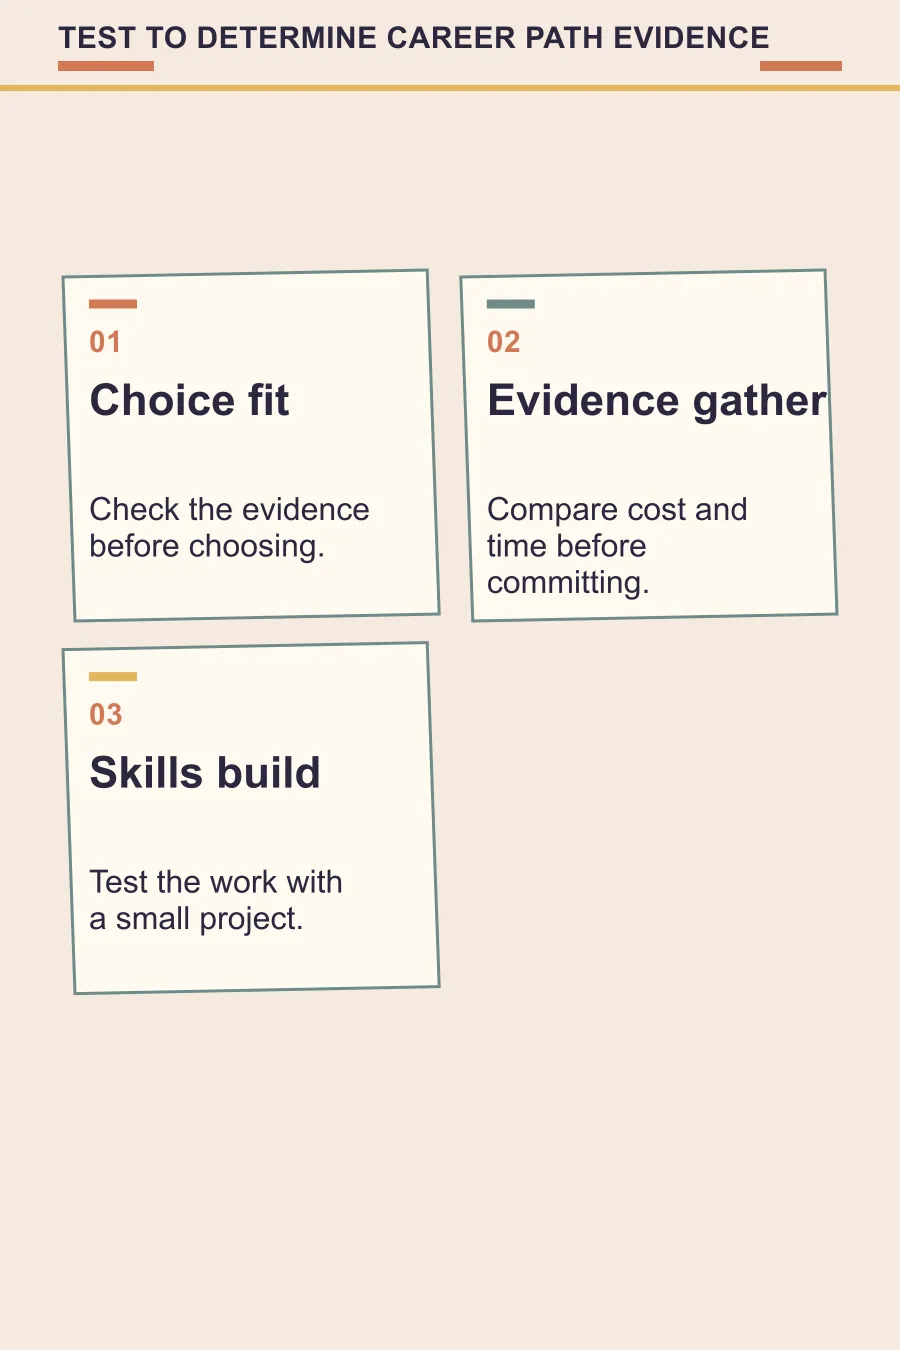 TEST TO DETERMINE CAREER PATH EVIDENCE
01
Choice fit
Check the evidence
before choosing.
02
Evidence gather
Compare cost and
time before
committing.
03
Skills build
Test the work with
a small project.